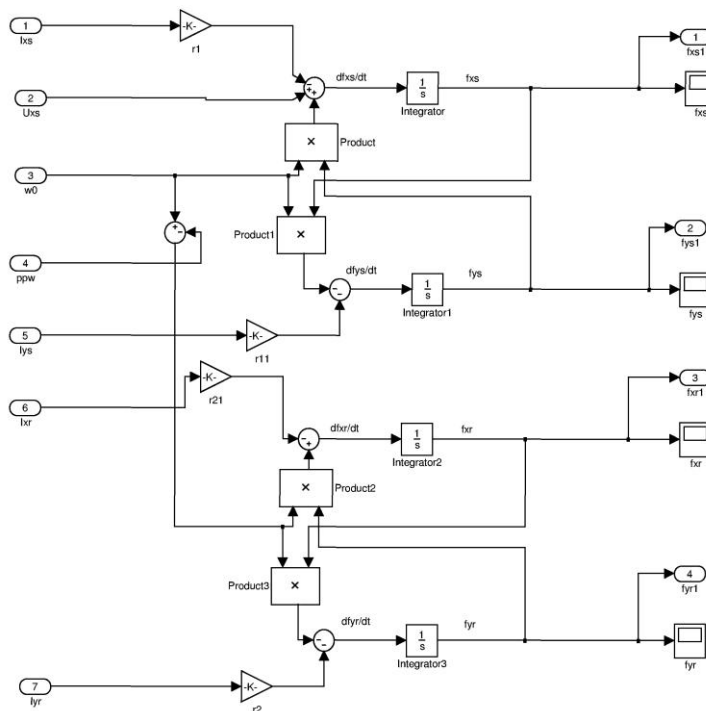 1
Ixs
-K-
r1
2
Uxs
dfxs/dt
1
s
Integrator
fxs
1
fxs1
fxs
×
Product
3
w0
4
ppw
Product1
×
dfys/dt
1
s
Integrator1
fys
2
fys1
fys
5
Iys
-K-
r11
6
Ixr
-K-
r21
dfxr/dt
1
s
Integrator2
fxr
3
fxr1
fxr
×
Product2
Product3
×
dfyr/dt
1
s
Integrator3
fyr
4
fyr1
fyr
7
Iyr
-K-
r2